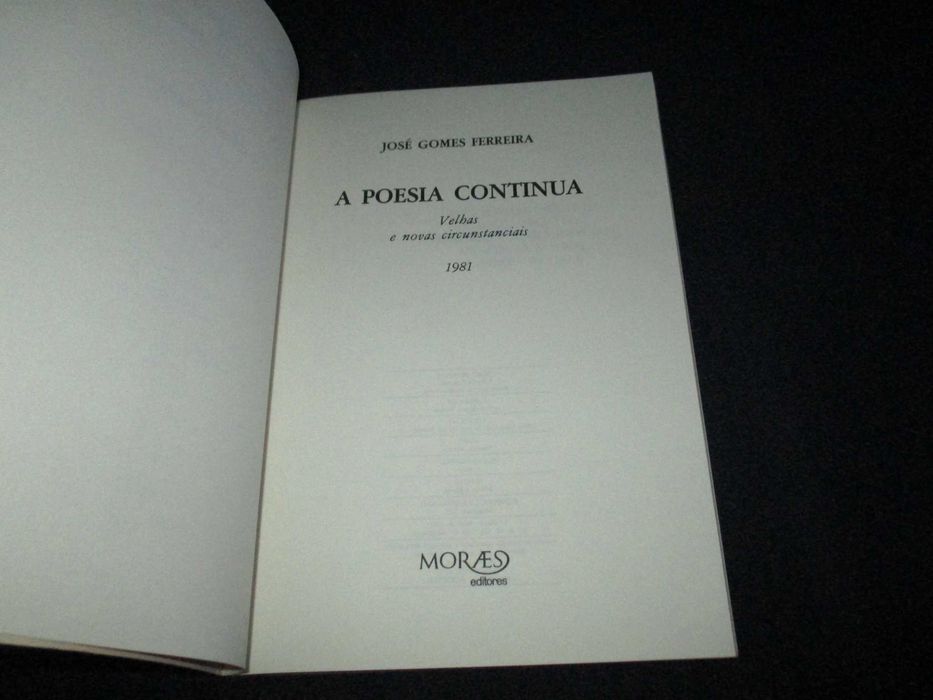 JOSÉ GOMES FERREIRA
A POESIA CONTINUA
Velhas
e novas circunstanciais
1981
MORÆS
editores